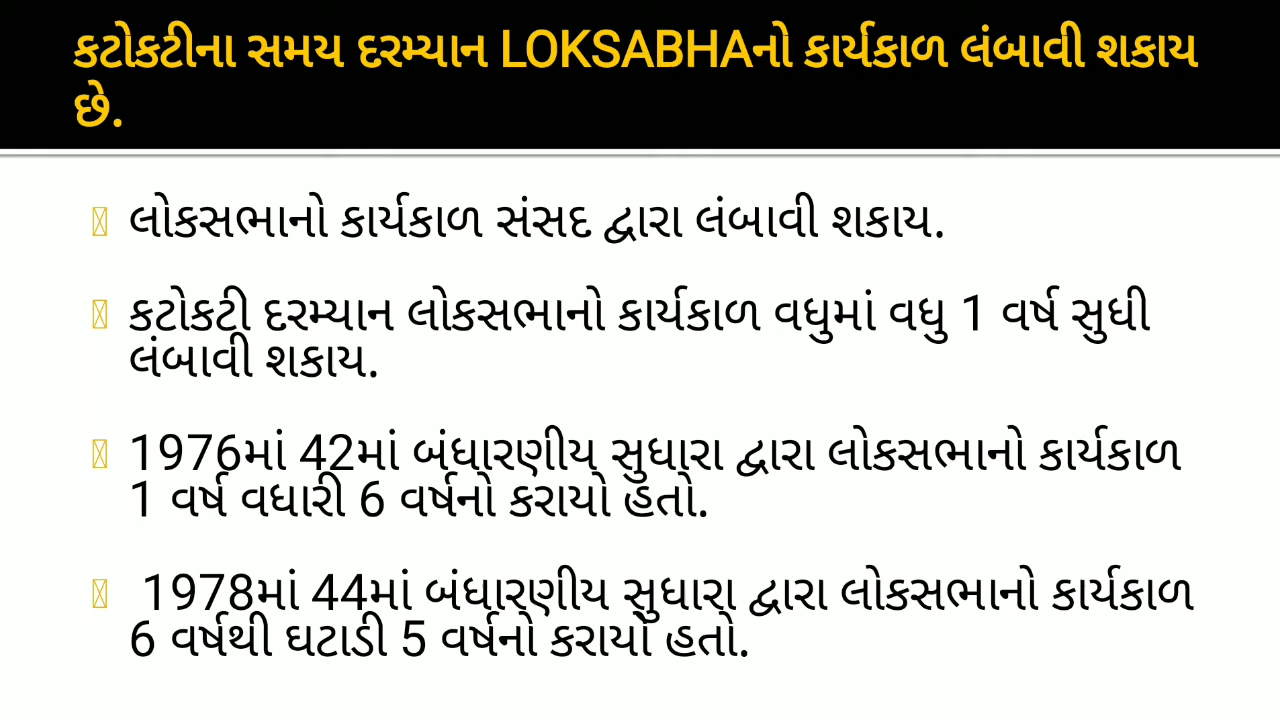 કટોકટીના સમય દરમ્યાન LOKSABHAનો કાર્યકાળ લંબાવી શકાય
છે.
લોકસભાનો કાર્યકાળ સંસદ દ્વારા લંબાવી શકાય.
કટોકટી દરમ્યાન લોકસભાનો કાર્યકાળ વધુમાં વધુ 1 વર્ષ સુધી
લંબાવી શકાય.
1976માં 42માં બંધારણીય સુધારા દ્વારા લોકસભાનો કાર્યકાળ
1 વર્ષ વધારી 6 વર્ષનો કરાયો હતો.
1978માં 44માં બંધારણીય સુધારા દ્વારા લોકસભાનો કાર્યકાળ
6 વર્ષથી ઘટાડી 5 વર્ષનો કરાયો હતો.